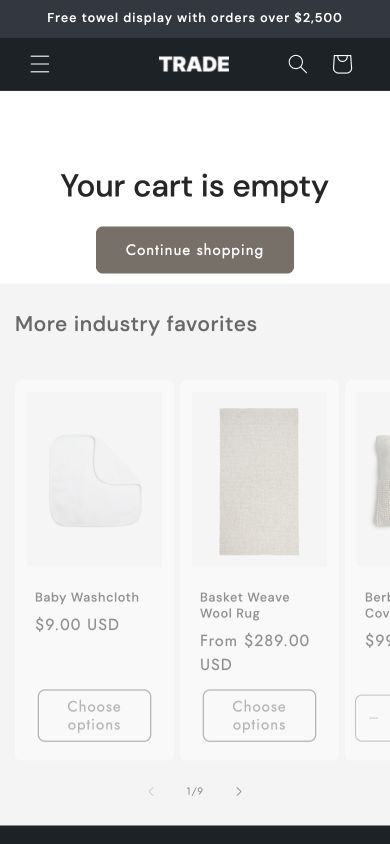 Free towel display with orders over $2,500
TRADE
Your cart is empty
Continue shopping
More industry favorites
Baby Washcloth
$9.00 USD
Choose
options
Basket Weave
Wool Rug
From $289.00
USD
Choose
options
1/9